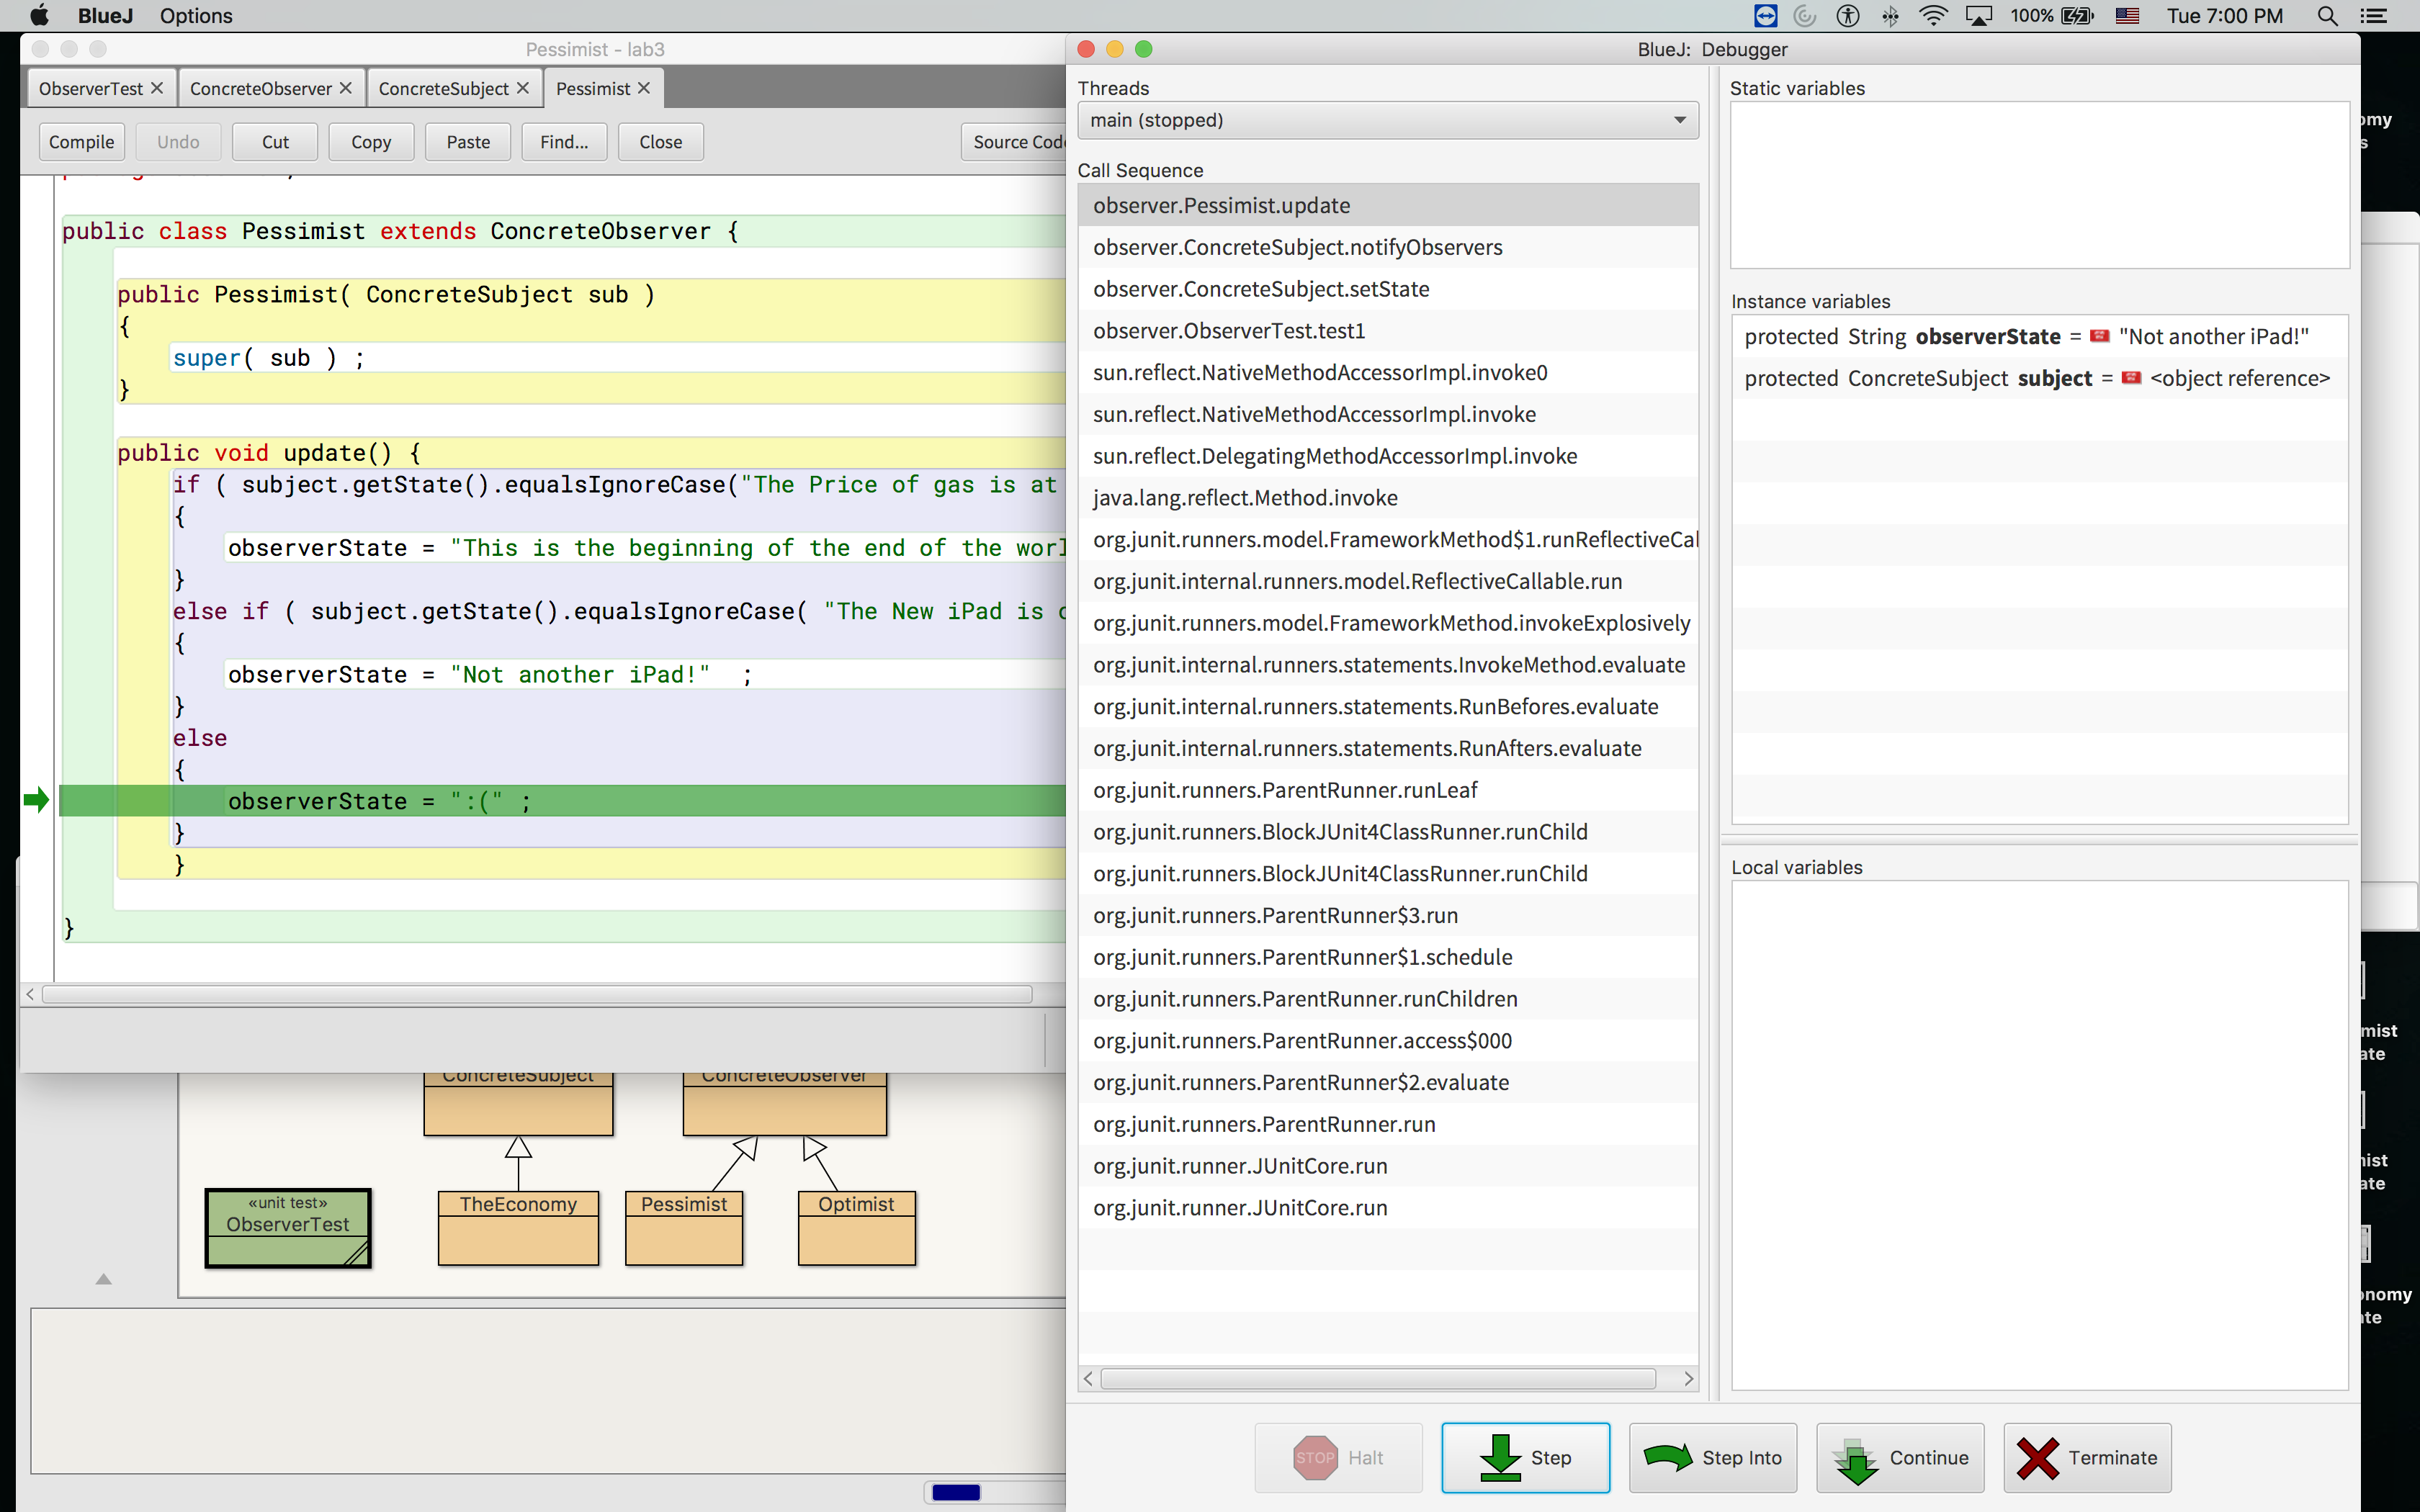 BlueJ Options 100% Tue 7:00 PM
Pessimist - lab3
ObserverTest ConcreteObserver ConcreteSubject Pessimist
Compile Undo Cut Copy Paste Find... Close Source Code
public class Pessimist extends ConcreteObserver {
public Pessimist( ConcreteSubject sub )
{
super( sub ) ;
}
public void update() {
if ( subject.getState().equalsIgnoreCase("The Price of gas is at
{
observerState = "This is the beginning of the end of the worl
}
else if ( subject.getState().equalsIgnoreCase( "The New iPad is
{
observerState = "Not another iPad!" ;
}
else
{
observerState = ":(" ;
}
}
}
ConcreteSubject ConcreteObserver
«unit test»
ObserverTest
TheEconomy Pessimist Optimist
BlueJ: Debugger
Threads
main (stopped)
Call Sequence
observer.Pessimist.update
observer.ConcreteSubject.notifyObservers
observer.ConcreteSubject.setState
observer.ObserverTest.test1
sun.reflect.NativeMethodAccessorImpl.invoke0
sun.reflect.NativeMethodAccessorImpl.invoke
sun.reflect.DelegatingMethodAccessorImpl.invoke
java.lang.reflect.Method.invoke
org.junit.runners.model.FrameworkMethod$1.runReflectiveCal
org.junit.internal.runners.model.ReflectiveCallable.run
org.junit.runners.model.FrameworkMethod.invokeExplosively
org.junit.internal.runners.statements.InvokeMethod.evaluate
org.junit.internal.runners.statements.RunBefores.evaluate
org.junit.internal.runners.statements.RunAfters.evaluate
org.junit.runners.ParentRunner.runLeaf
org.junit.runners.BlockJUnit4ClassRunner.runChild
org.junit.runners.BlockJUnit4ClassRunner.runChild
org.junit.runners.ParentRunner$3.run
org.junit.runners.ParentRunner$1.schedule
org.junit.runners.ParentRunner.runChildren
org.junit.runners.ParentRunner.access$000
org.junit.runners.ParentRunner$2.evaluate
org.junit.runners.ParentRunner.run
org.junit.runner.JUnitCore.run
org.junit.runner.JUnitCore.run
Static variables
Instance variables
protected String observerState = "Not another iPad!"
protected ConcreteSubject subject = <object reference>
Local variables
STOP Halt Step Step Into Continue Terminate
omy
s
mist
ate
nist
ate
onomy
ate